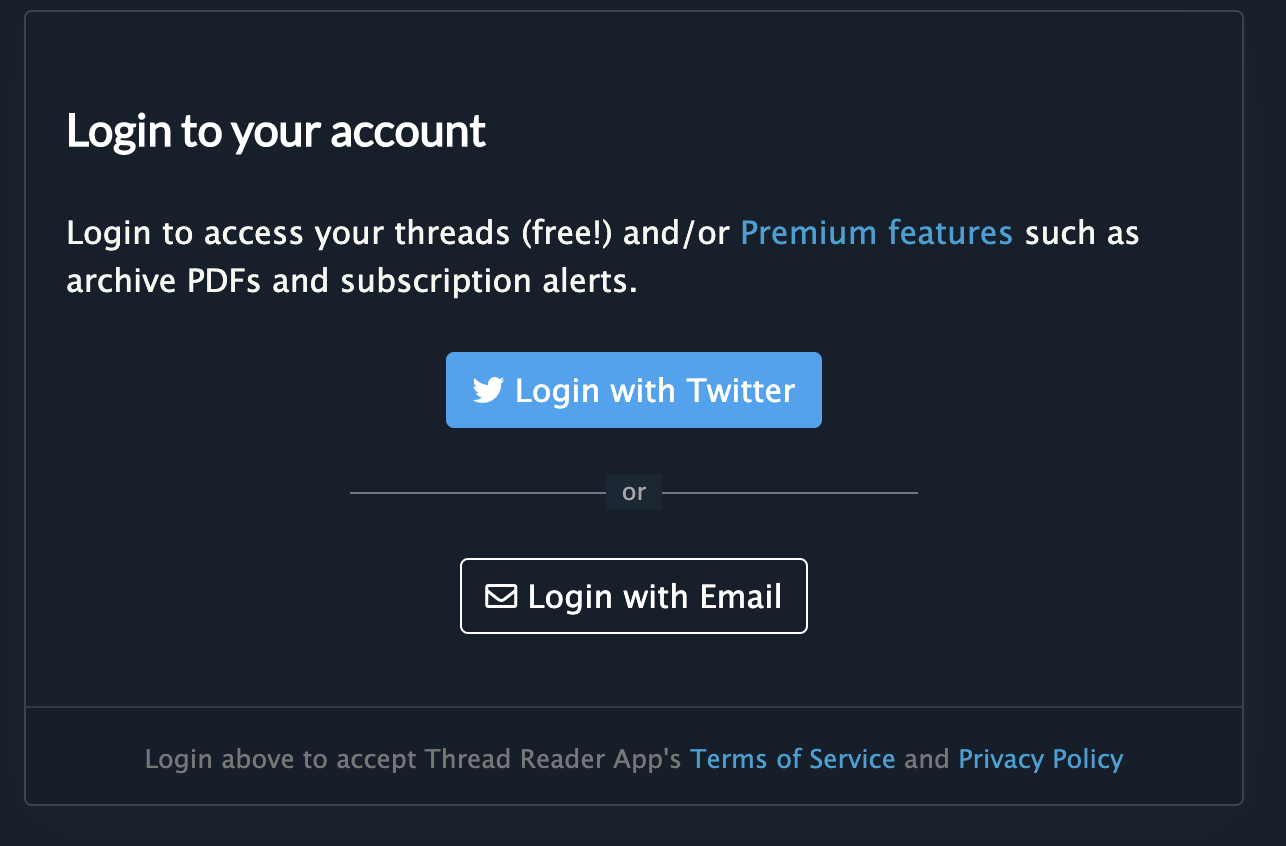 Login to your account
Login to access your threads (free!) and/or Premium features such as
archive PDFs and subscription alerts.
Login with Twitter
or
Login with Email
Login above to accept Thread Reader App's Terms of Service and Privacy Policy